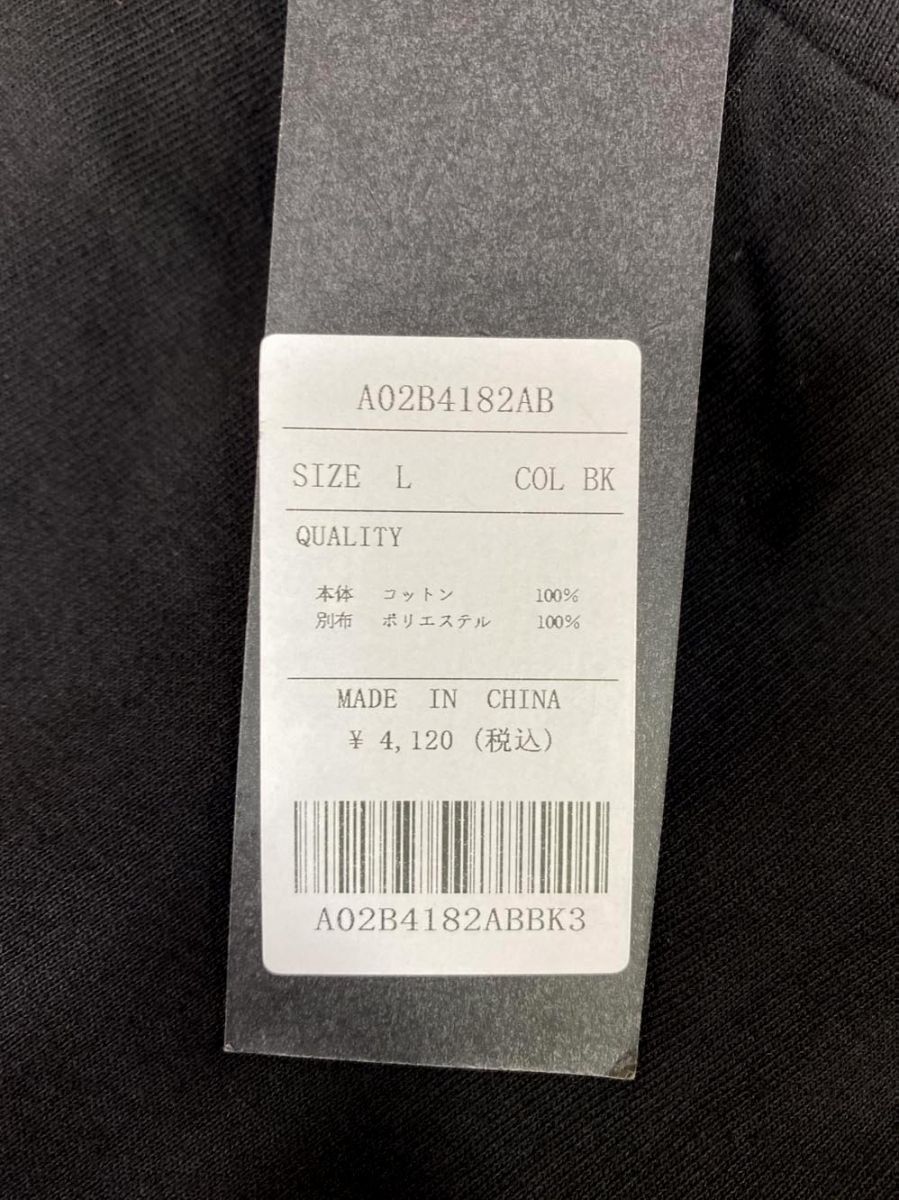 A02B4182AB
SIZE L COL BK
QUALITY
本体 コットン 100%
別布 ポリエステル 100%
MADE IN CHINA
¥ 4,120 (税込)
A02B4182ABBK3